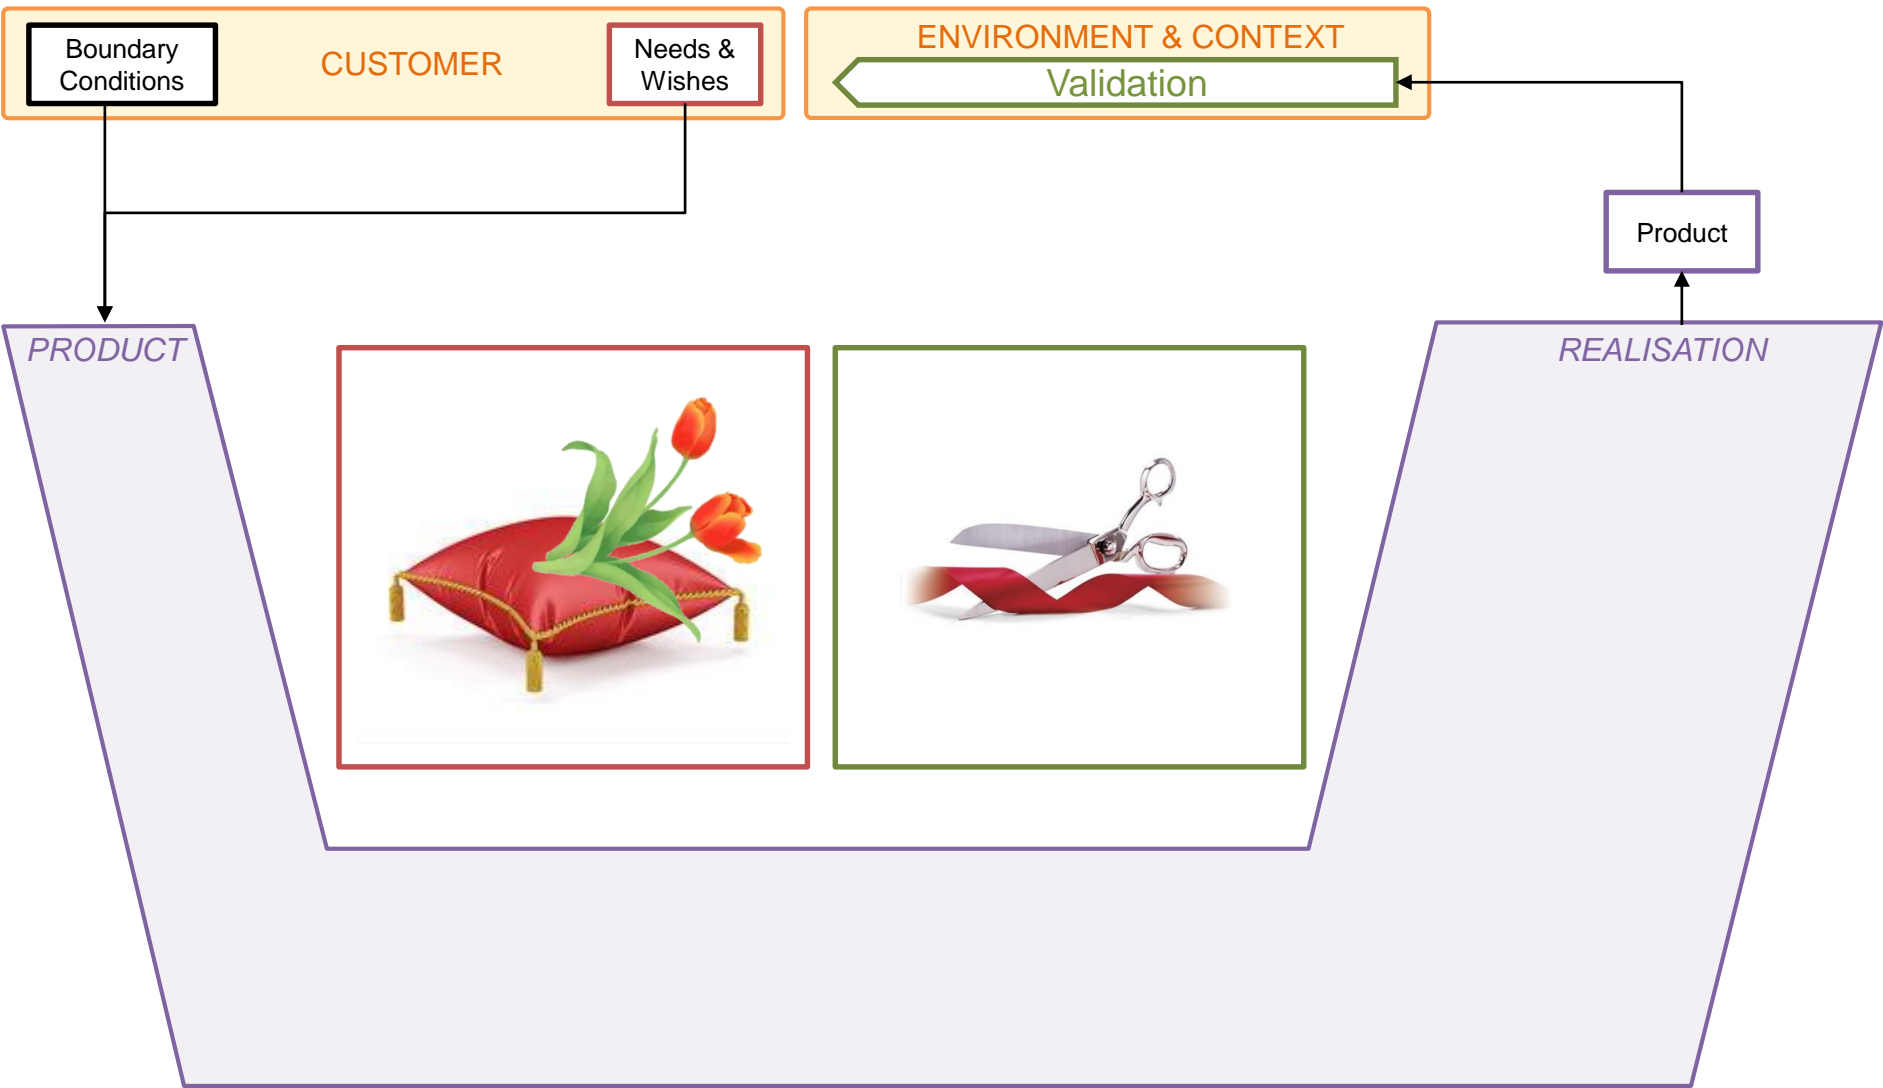 Boundary
Conditions
CUSTOMER
Needs &
Wishes
ENVIRONMENT & CONTEXT
Validation
Product
PRODUCT
REALISATION